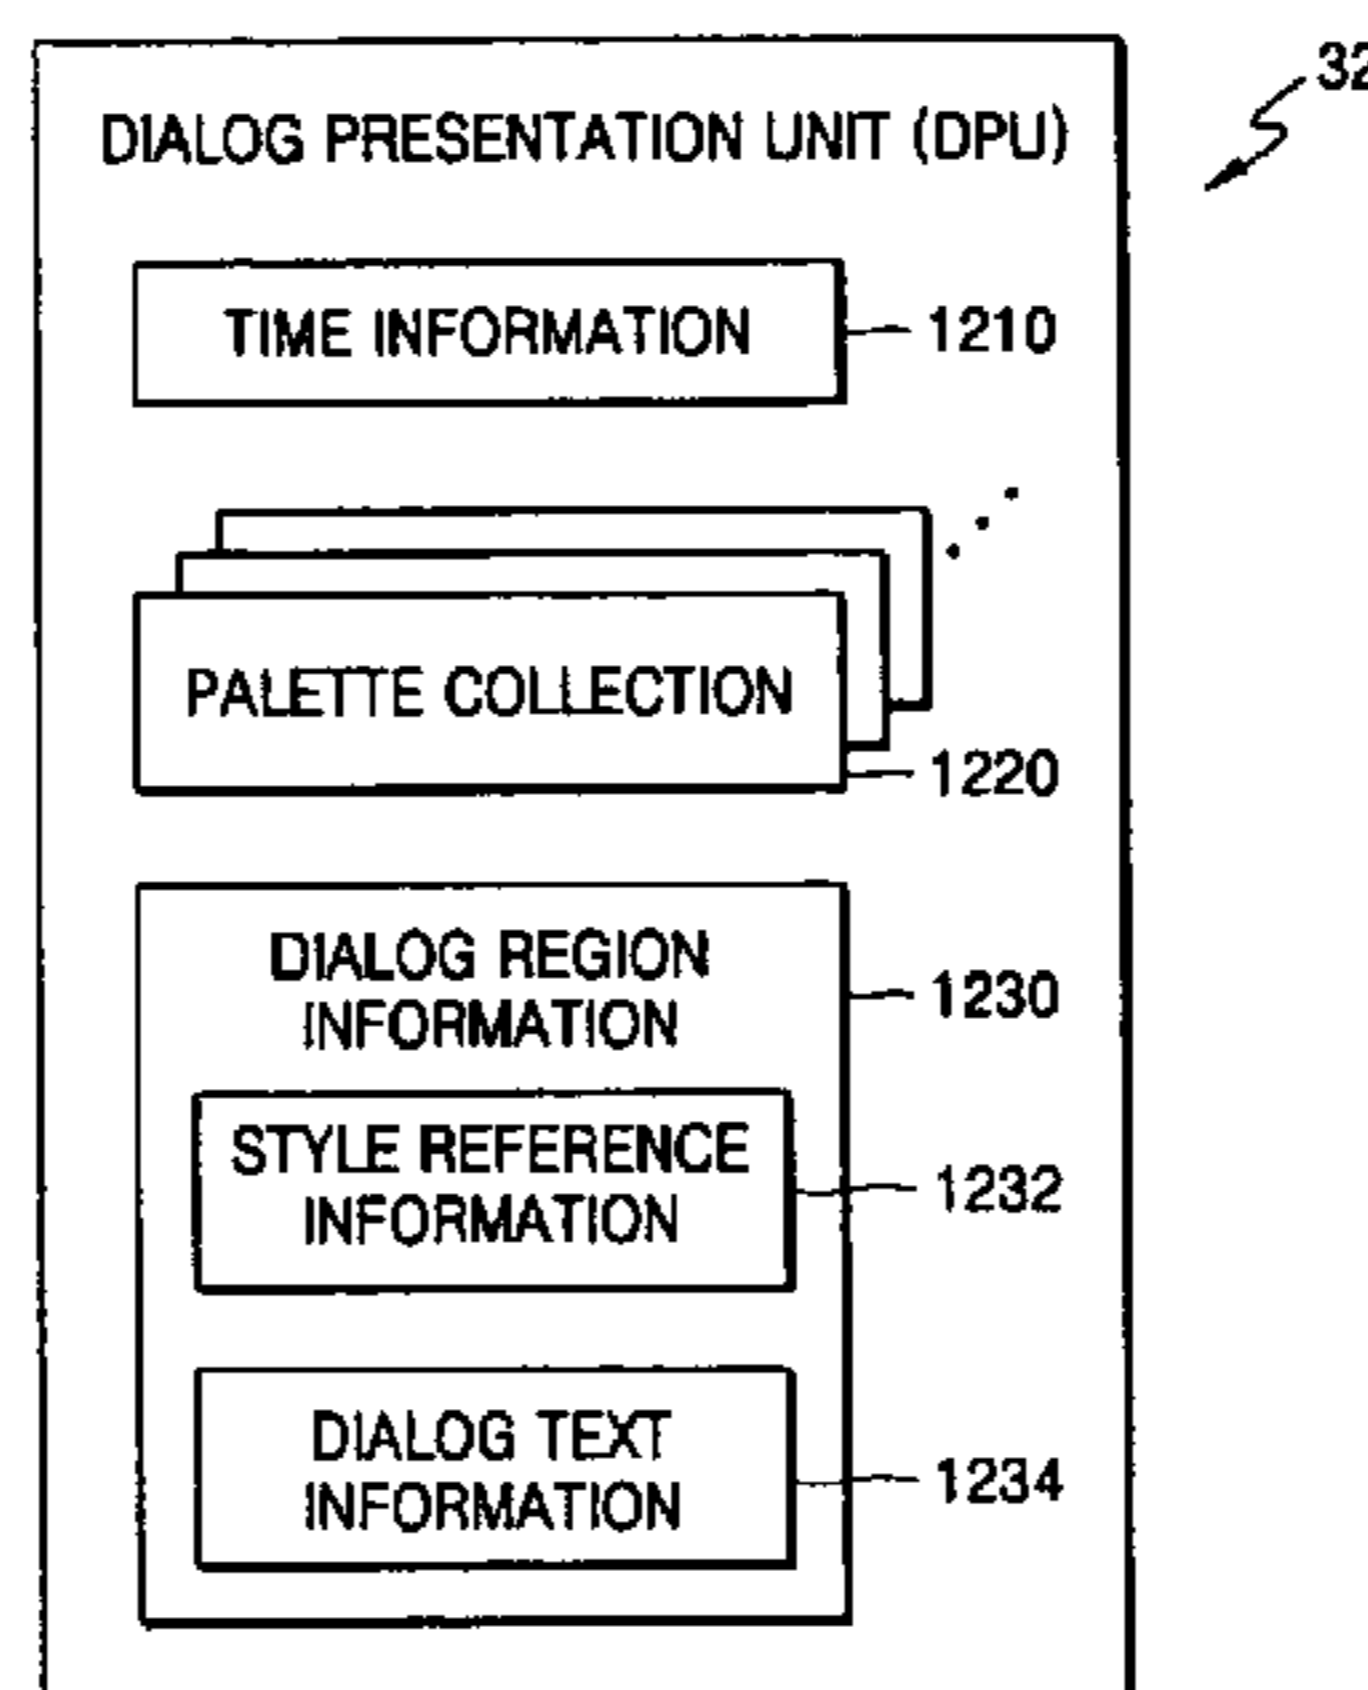 DIALOG PRESENTATION UNIT (DPU)
TIME INFORMATION
1210
PALETTE COLLECTION
1220
DIALOG REGION
INFORMATION
1230
STYLE REFERENCE
INFORMATION
1232
DIALOG TEXT
INFORMATION
1234